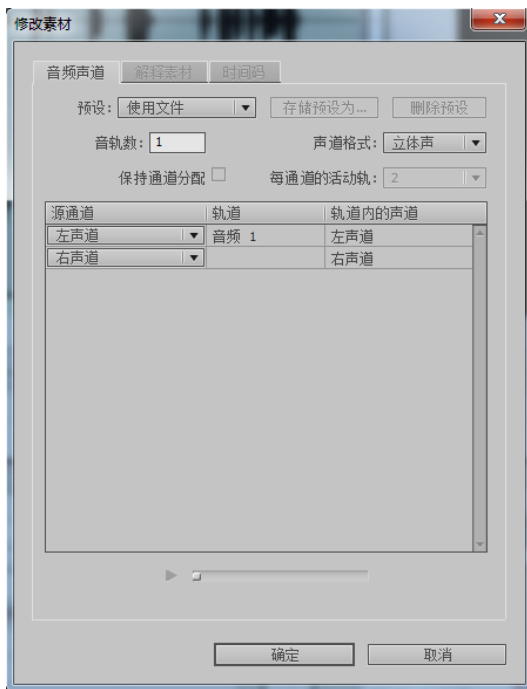 修改素材
音频声道 解释素材 时间码
预设: 使用文件 存储预设为... 删除预设
音轨数: 1 声道格式: 立体声
保持通道分配 每通道的活动轨: 2
源通道 轨道 轨道内的声道
左声道 音频 1 左声道
右声道 右声道
确定 取消